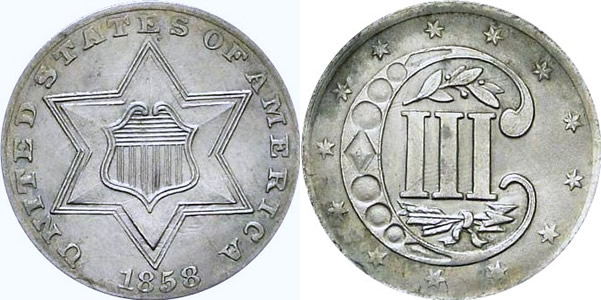 UNITED STATES OF AMERICA
1858
III